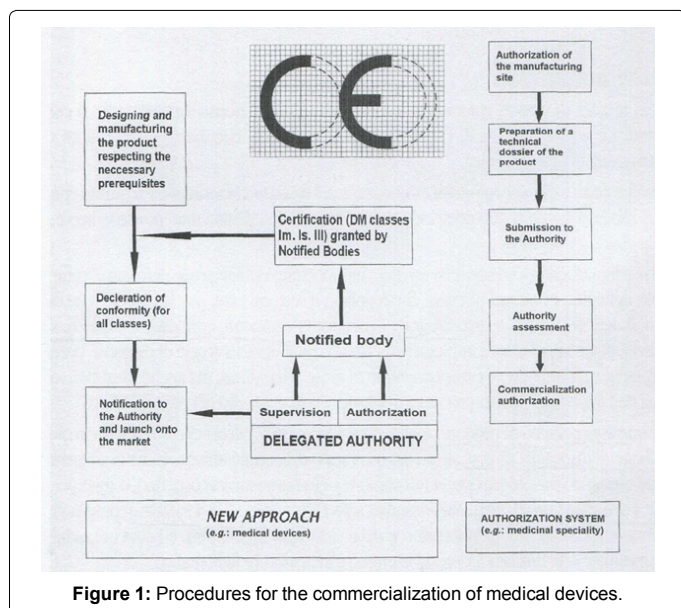 Designing and
manufacturing
the product
respecting the
neccessary
prerequisites
CE
Certification (DM classes
Im. Is. III) granted by
Notified Bodies
Decleration of
conformity (for
all classes)
Notified body
Notification to
the Authority
and launch onto
the market
Supervision
Authorization
DELEGATED AUTHORITY
NEW APPROACH
(e.g.: medical devices)
Authorization of
the manufacturing
site
Preparation of a
technical
dossier of the
product
Submission to
the Authority
Authority
assessment
Commercialization
authorization
AUTHORIZATION SYSTEM
(e.g.: medicinal speciality)
Figure 1: Procedures for the commercialization of medical devices.